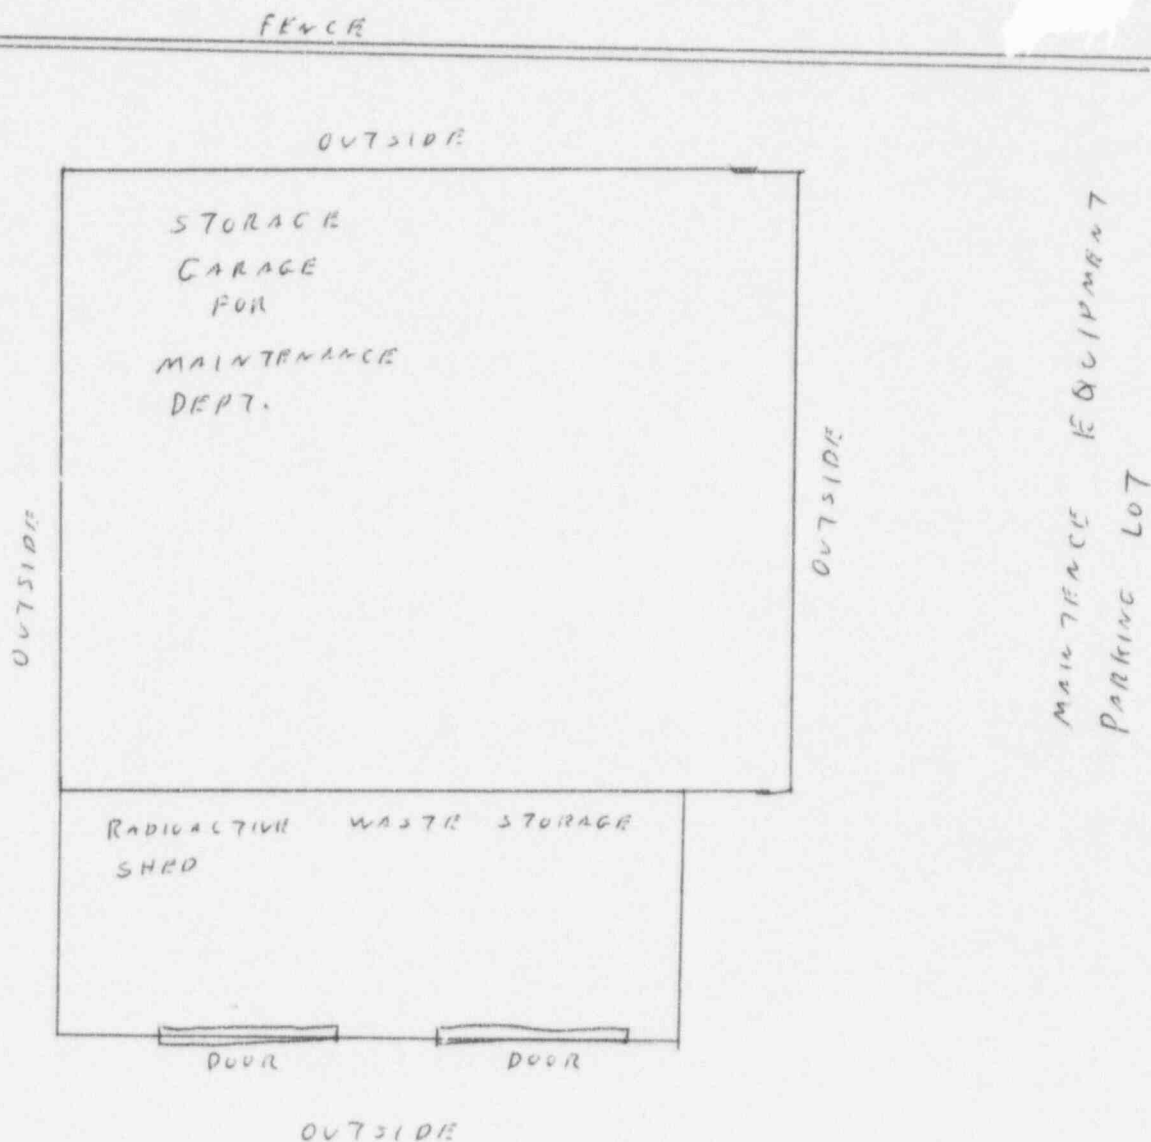 FENCE
OUTSIDE
STORAGE
GARAGE
FOR
MAINTENANCE
DEPT.
OUTSIDE
OUTSIDE
MAINTENCE EQUIPMENT
PARKING LOT
RADIOACTIVE WASTE STORAGE
SHED
DOOR
DOOR
OUTSIDE